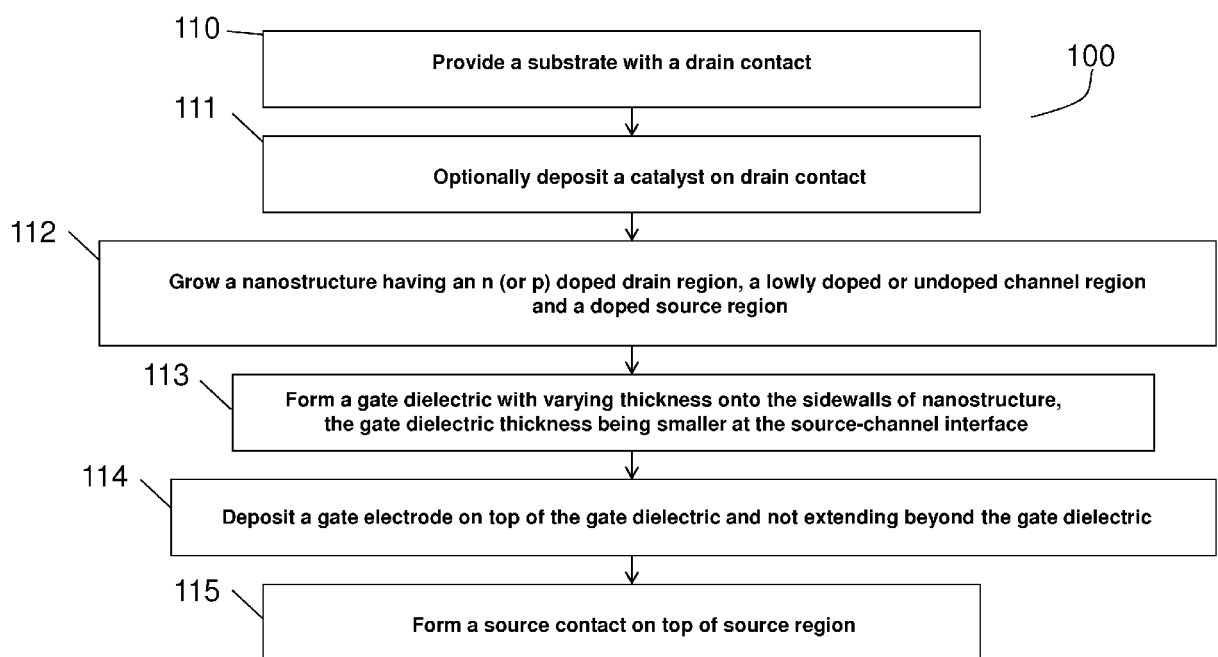 110
Provide a substrate with a drain contact
100
111
Optionally deposit a catalyst on drain contact
112
Grow a nanostructure having an n (or p) doped drain region, a lowly doped or undoped channel region
and a doped source region
113
Form a gate dielectric with varying thickness onto the sidewalls of nanostructure,
the gate dielectric thickness being smaller at the source-channel interface
114
Deposit a gate electrode on top of the gate dielectric and not extending beyond the gate dielectric
115
Form a source contact on top of source region